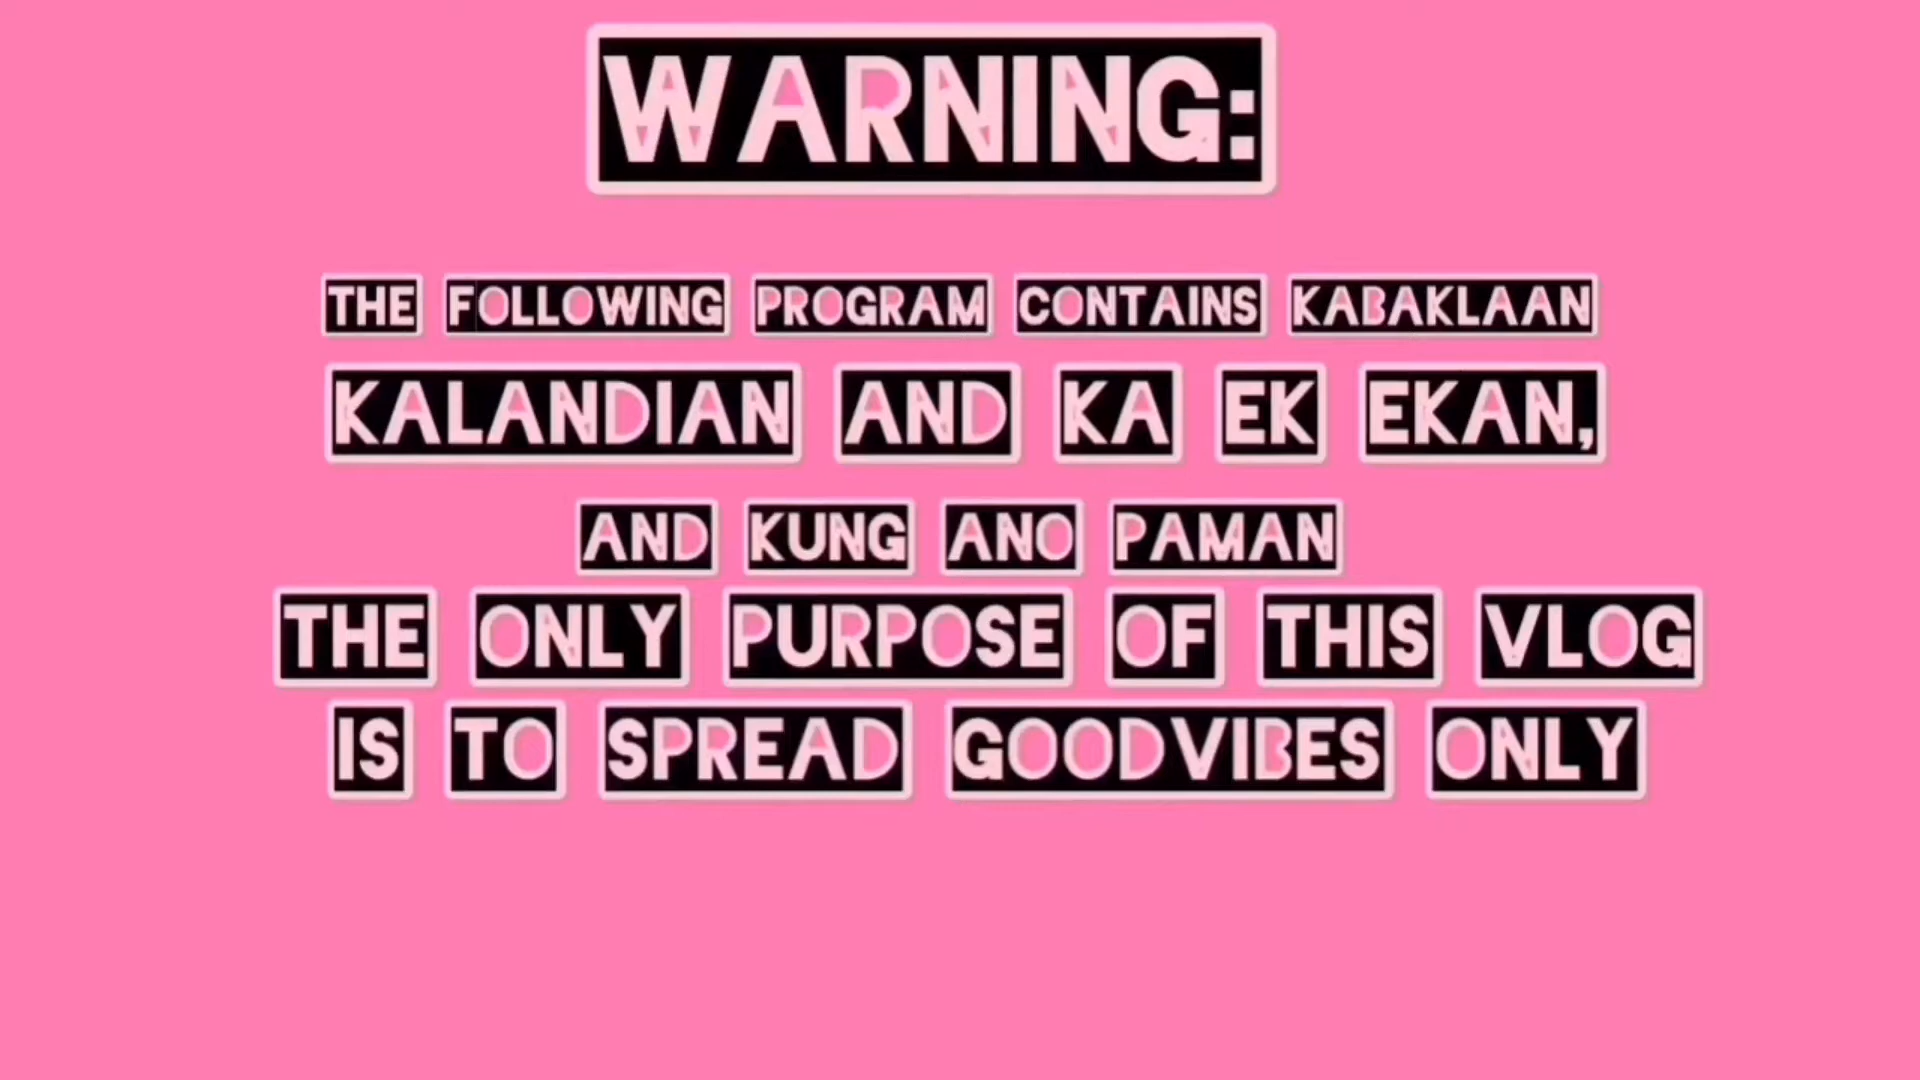 WARNING:
THE FOLLOWING PROGRAM CONTAINS KABAKLAAN
KALANDIAN AND KA EK EKAN,
AND KUNG ANO PAMAN
THE ONLY PURPOSE OF THIS VLOG
IS TO SPREAD GOODVIBES ONLY